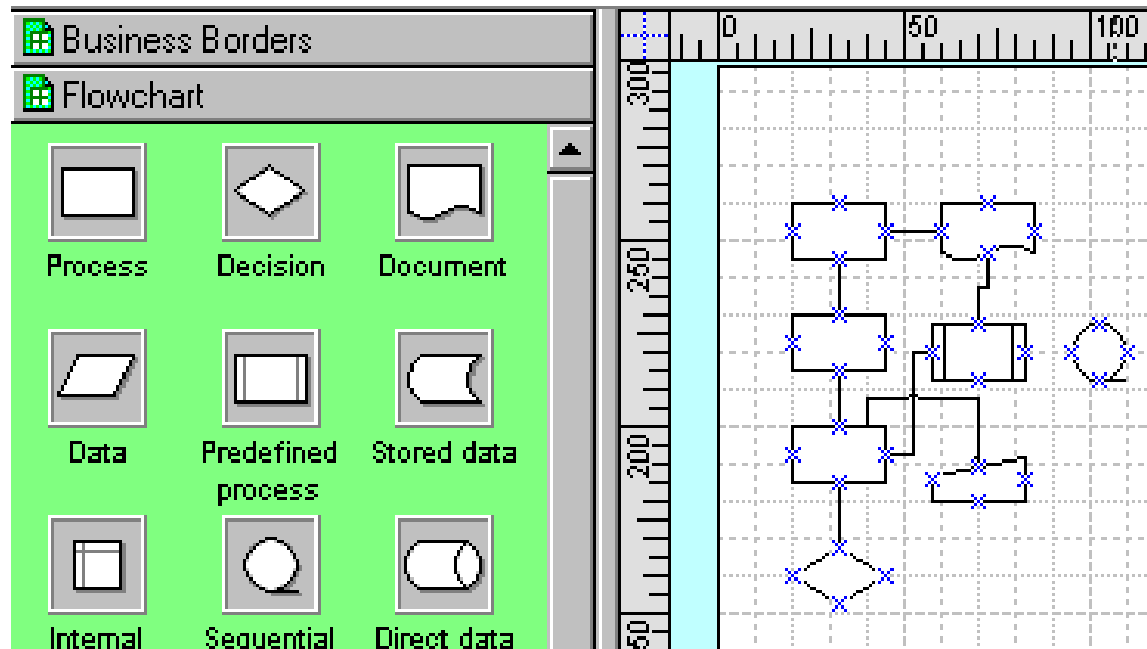 Business Borders
Flowchart
Process Decision Document
Data Predefined process Stored data
Internal Sequential Direct data
0 50 100
300
250
200
50